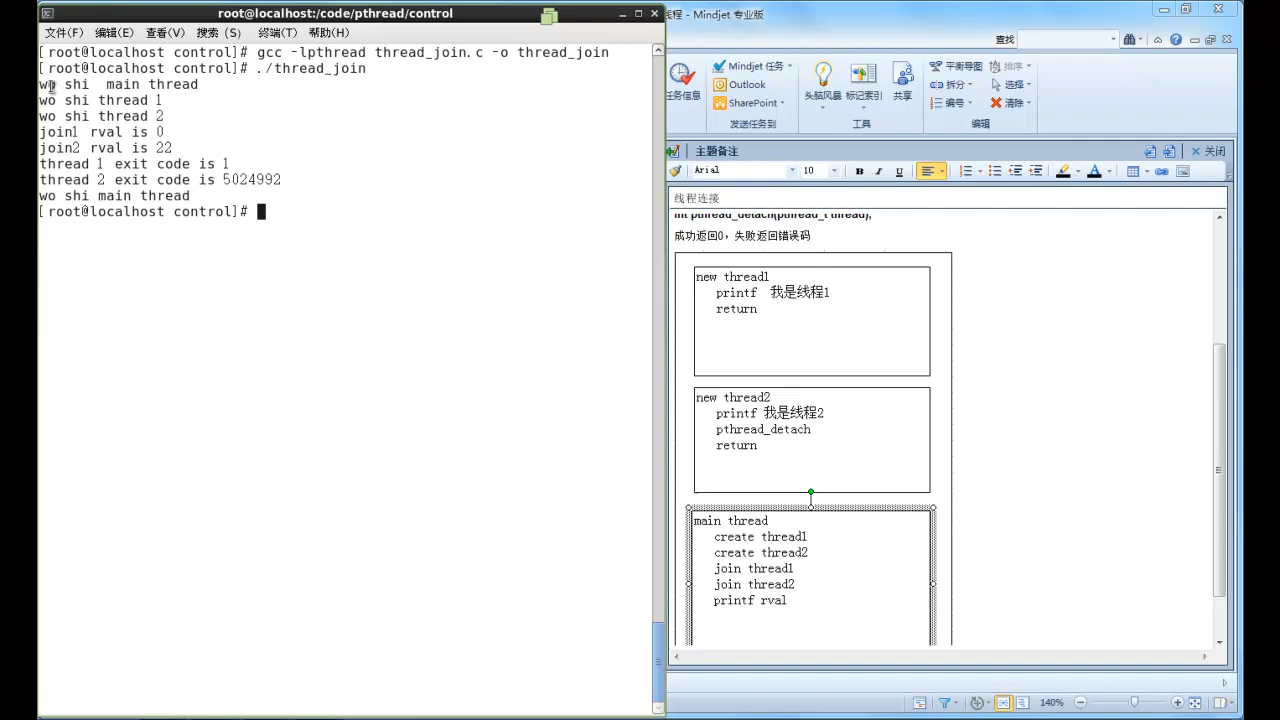 root@localhost:/code/pthread/control
文件(F) 编辑(E) 查看(V) 搜索 (S) 终端(T) 帮助(H)
[root@localhost control]# gcc -lpthread thread_join.c -o thread_join
[root@localhost control]# ./thread_join
wo shi  main thread
wo shi thread 1
wo shi thread 2
join1 rval is 0
join2 rval is 22
thread 1 exit code is 1
thread 2 exit code is 5024992
wo shi main thread
[root@localhost control]#
线程 - Mindjet 专业版
查找
任务信息
Mindjet 任务
Outlook
SharePoint
发送到任务
头脑风暴 标记索引 共享
工具
平衡导图 排序
拆分 选择
编号 清除
编辑
主题备注 关闭
Arial 10 B I U
线程连接
int pthread_detach(pthread_t thread);
成功返回0，失败返回错误码
new thread1
printf 我是线程1
return
new thread2
printf 我是线程2
pthread_detach
return
main thread
create thread1
create thread2
join thread1
join thread2
printf rval
140%